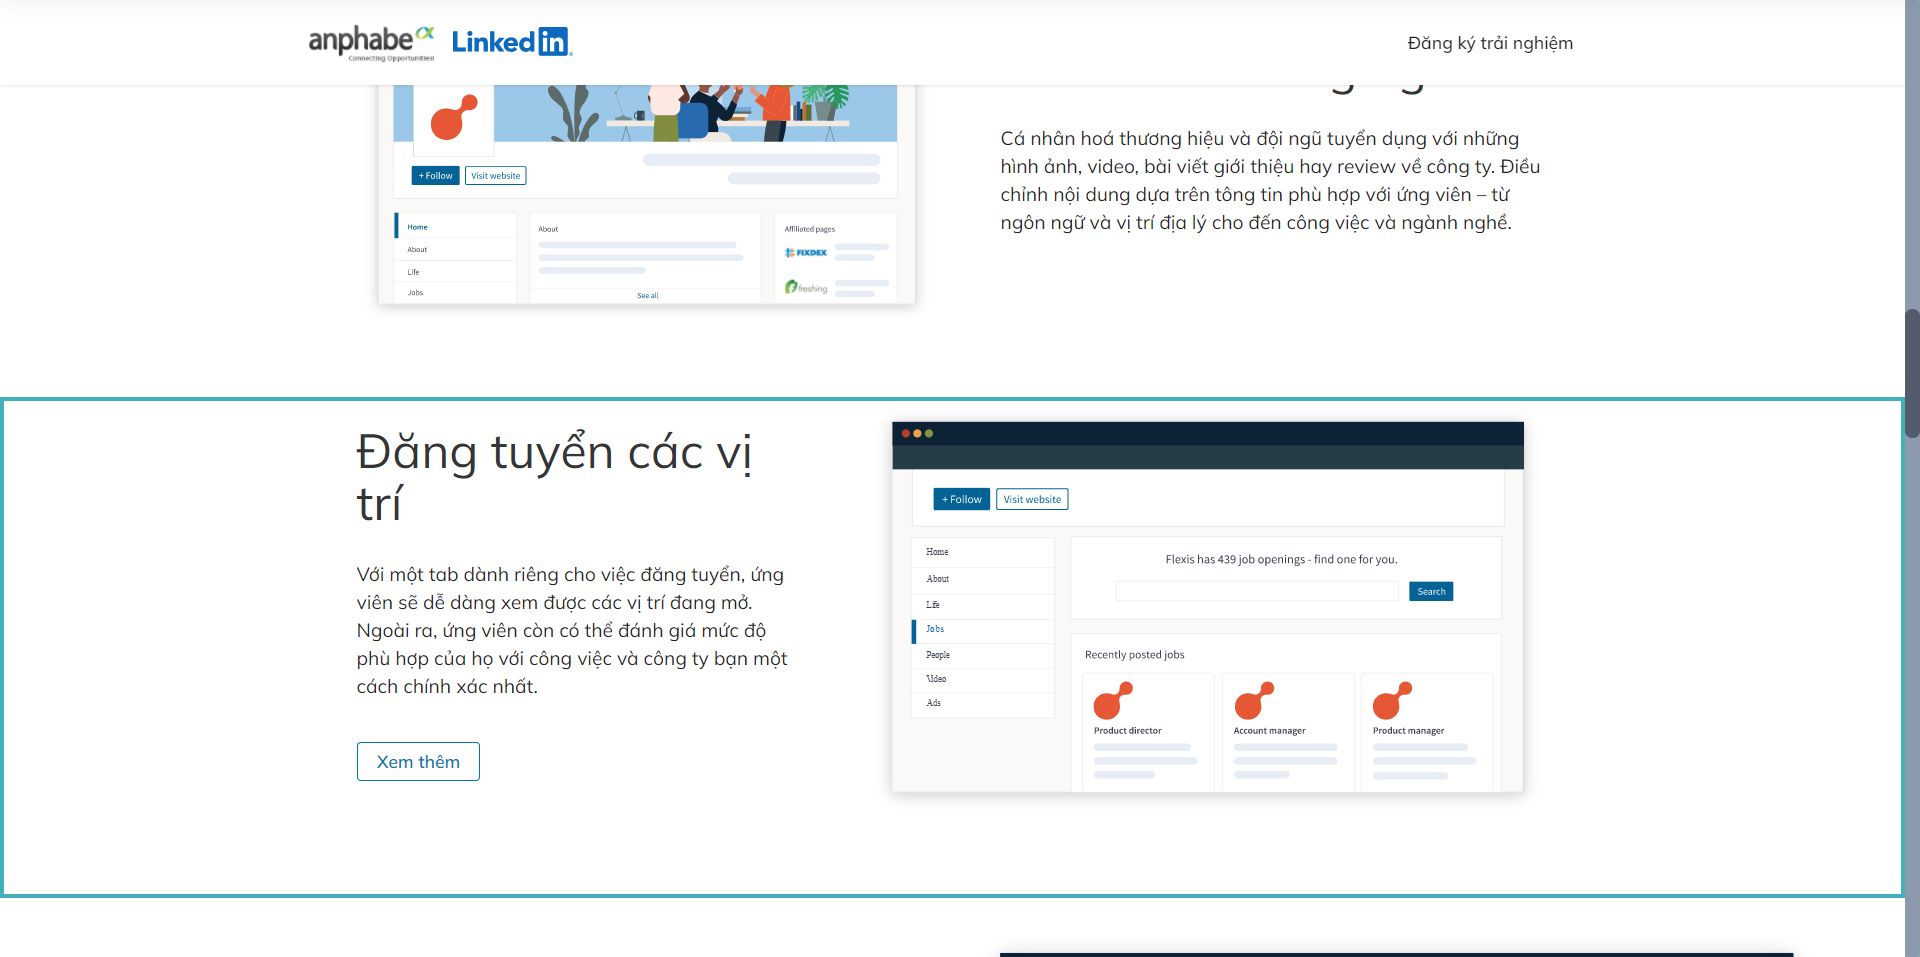 anphabe
Connecting Opportunities!
LinkedIn
Đăng ký trải nghiệm
+ Follow
Visit website
Home
About
Life
Jobs
About
See all
Affiliated pages
FIXDEX
freshing
Cá nhân hoá thương hiệu và đội ngũ tuyển dụng với những
hình ảnh, video, bài viết giới thiệu hay review về công ty. Điều
chỉnh nội dung dựa trên tông tin phù hợp với ứng viên – từ
ngôn ngữ và vị trí địa lý cho đến công việc và ngành nghề.
Đăng tuyển các vị
trí
Với một tab dành riêng cho việc đăng tuyển, ứng
viên sẽ dễ dàng xem được các vị trí đang mở.
Ngoài ra, ứng viên còn có thể đánh giá mức độ
phù hợp của họ với công việc và công ty bạn một
cách chính xác nhất.
Xem thêm
+ Follow
Visit website
Home
About
Life
Jobs
People
Video
Ads
Flexis has 439 job openings - find one for you.
Search
Recently posted jobs
Product director
Account manager
Product manager